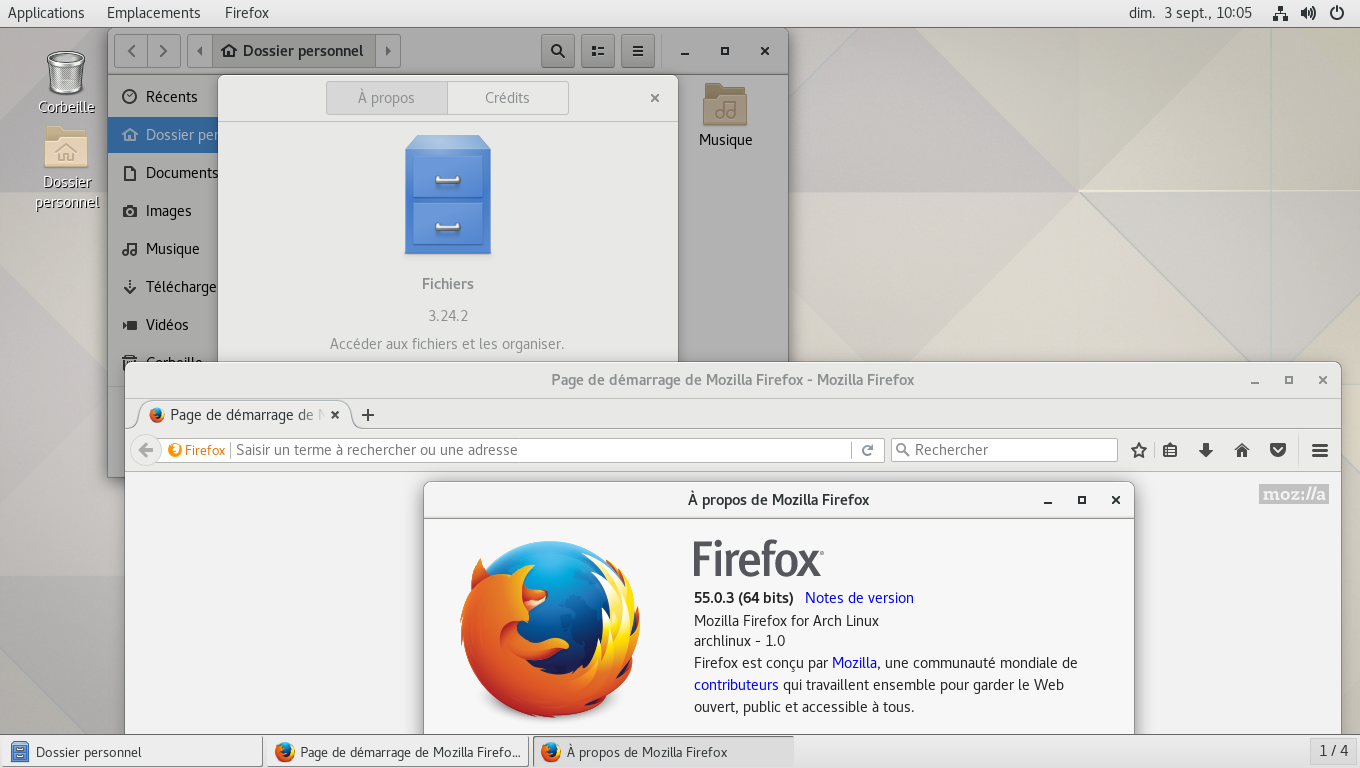 Applications Emplacements Firefox dim. 3 sept., 10:05
Corbeille
Dossier
personnel
Dossier personnel
Récents
Dossier per
Documents
Images
Musique
Télécharge
Vidéos
Corbeille
Musique
À propos Crédits
Fichiers
3.24.2
Accéder aux fichiers et les organiser.
Page de démarrage de Mozilla Firefox - Mozilla Firefox
Page de démarrage de M
Firefox Saisir un terme à rechercher ou une adresse Rechercher
moz://a
À propos de Mozilla Firefox
Firefox
55.0.3 (64 bits) Notes de version
Mozilla Firefox for Arch Linux
archlinux - 1.0
Firefox est conçu par Mozilla, une communauté mondiale de
contributeurs qui travaillent ensemble pour garder le Web
ouvert, public et accessible à tous.
Dossier personnel Page de démarrage de Mozilla Firefo... À propos de Mozilla Firefox 1 / 4